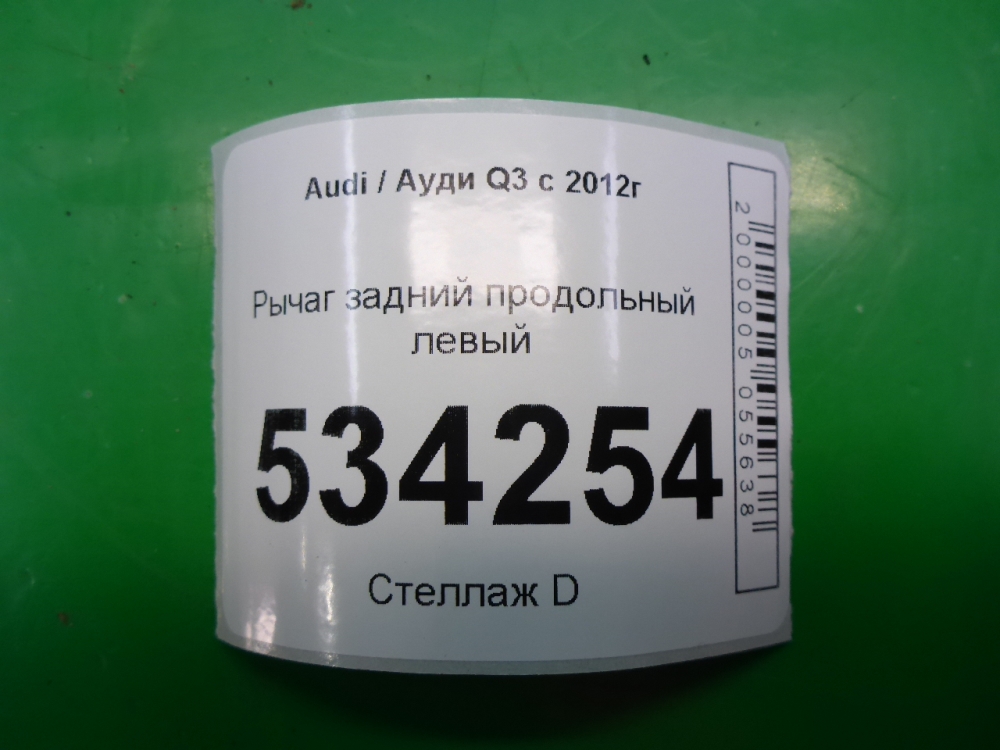 Audi / Ауди Q3 с 2012г
Рычаг задний продольный
левый
534254
Стеллаж D
2000005055638